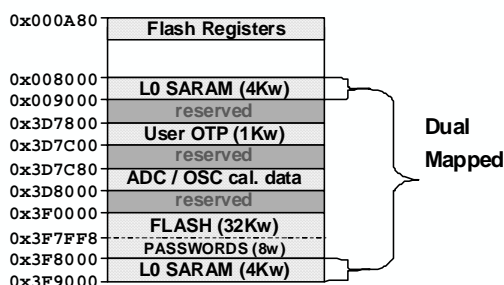 0x000A80
Flash Registers
0x008000
L0 SARAM (4Kw)
0x009000
reserved
0x3D7800
User OTP (1Kw)
0x3D7C00
reserved
0x3D7C80
ADC / OSC cal. data
0x3D8000
reserved
0x3F0000
FLASH (32Kw)
0x3F7FF8
PASSWORDS (8w)
0x3F8000
L0 SARAM (4Kw)
0x3F9000
Dual
Mapped